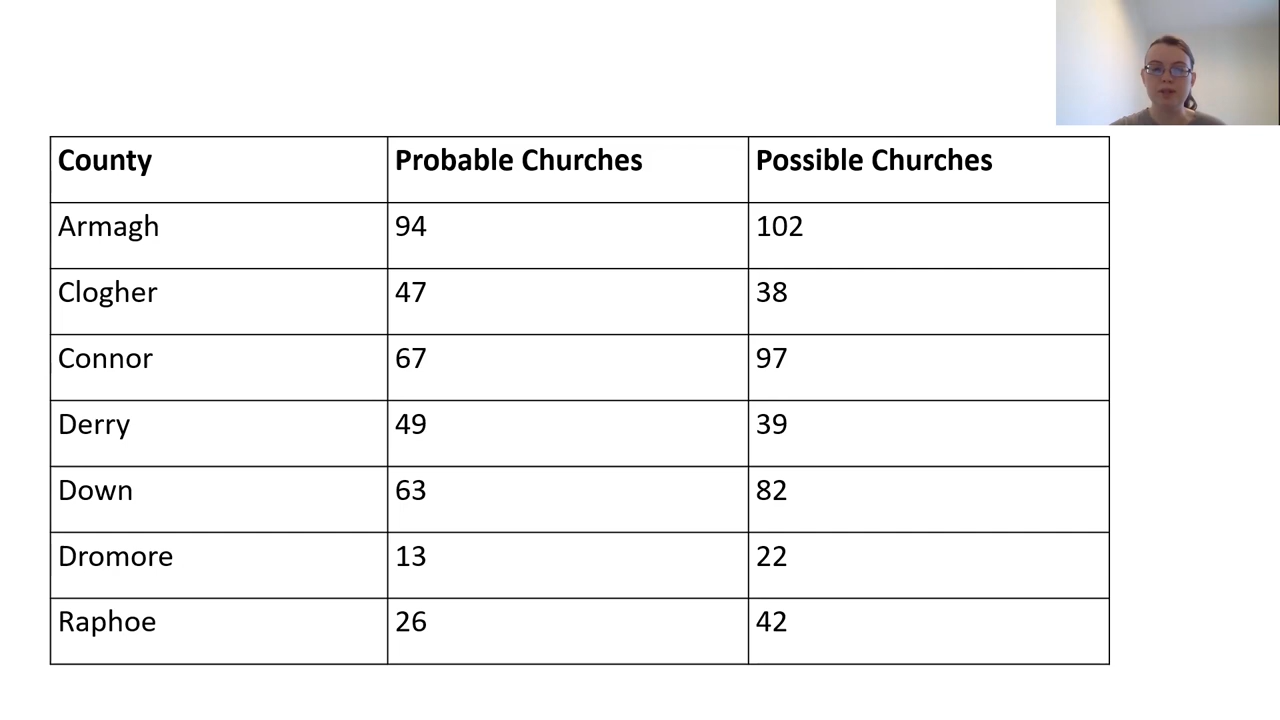 County Probable Churches Possible Churches
Armagh 94 102
Clogher 47 38
Connor 67 97
Derry 49 39
Down 63 82
Dromore 13 22
Raphoe 26 42